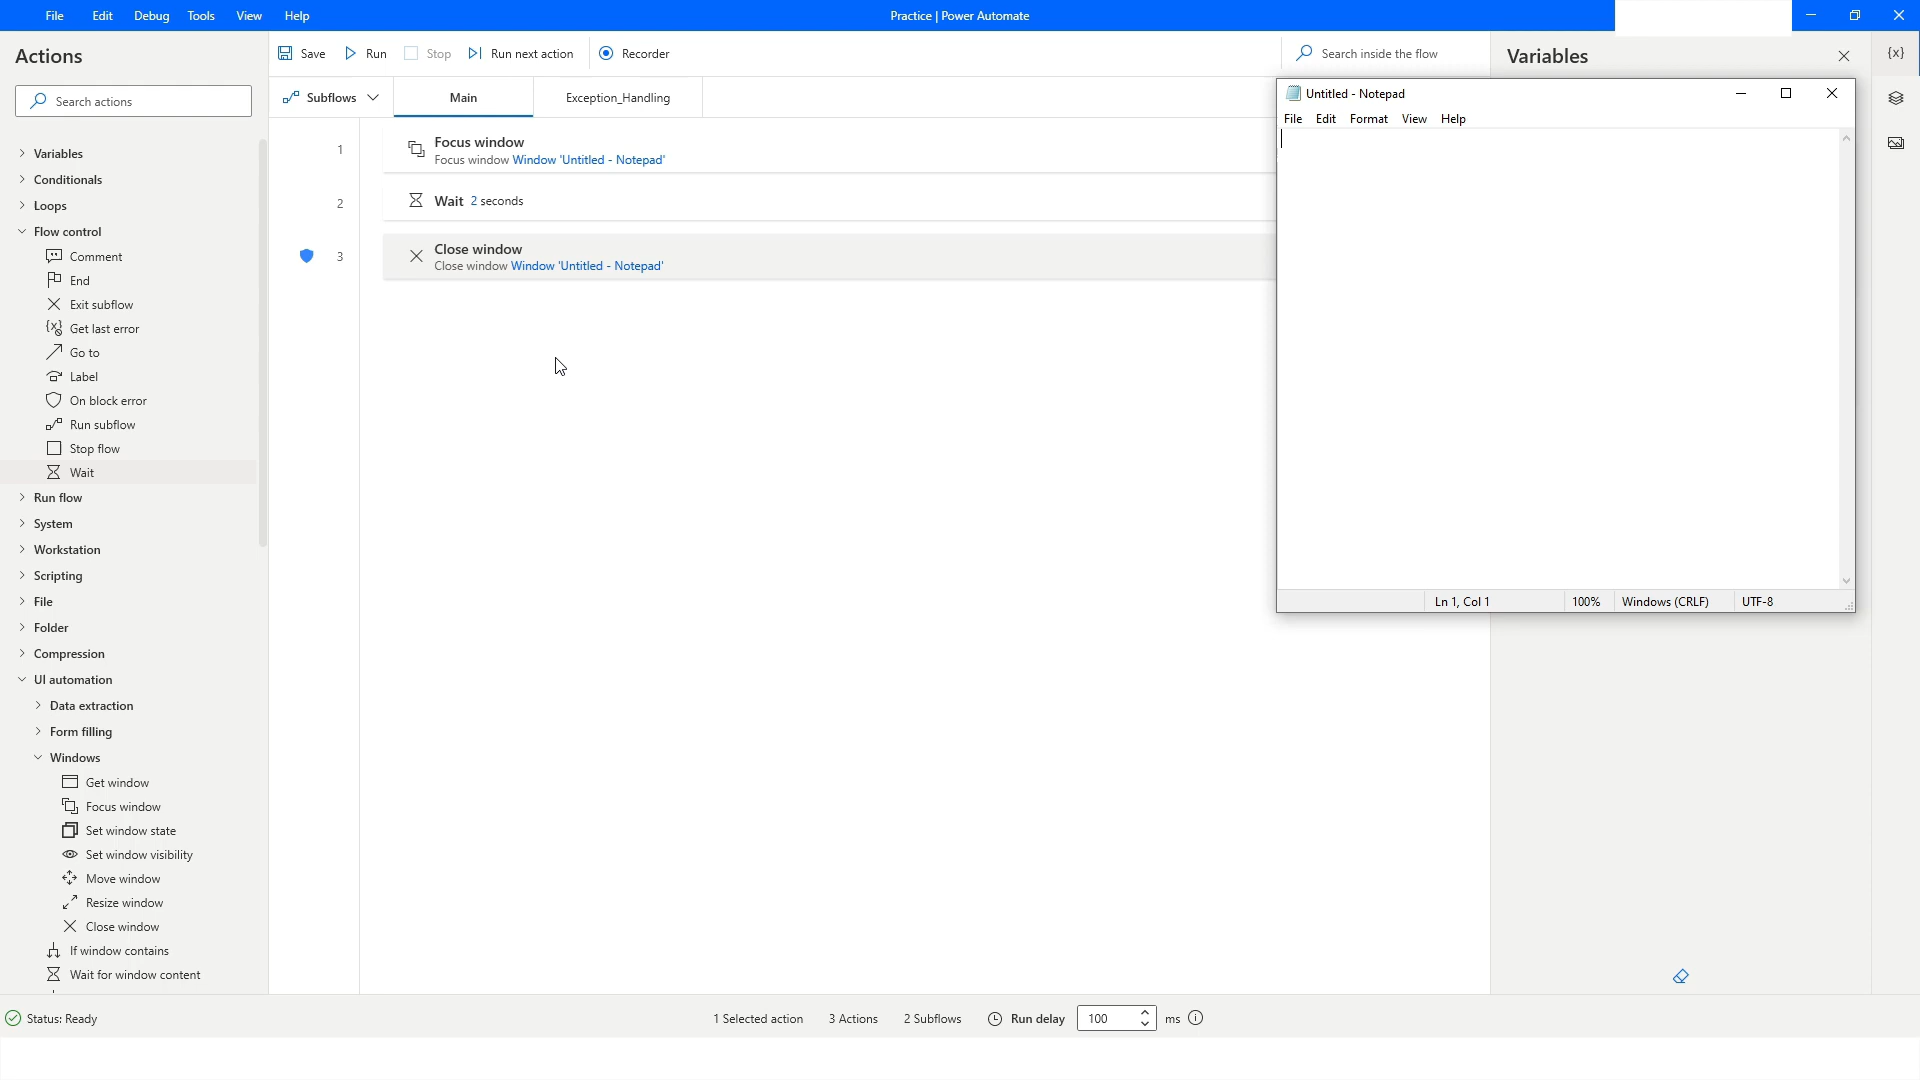 File Edit Debug Tools View Help
Practice | Power Automate
Actions
Search actions
Variables
Conditionals
Loops
Flow control
Comment
End
Exit subflow
Get last error
Go to
Label
On block error
Run subflow
Stop flow
Wait
Run flow
System
Workstation
Scripting
File
Folder
Compression
UI automation
Data extraction
Form filling
Windows
Get window
Focus window
Set window state
Set window visibility
Move window
Resize window
Close window
If window contains
Wait for window content
Save Run Stop Run next action Recorder
Search inside the flow
Subflows Main Exception_Handling
1
Focus window
Focus window Window 'Untitled - Notepad'
2
Wait 2 seconds
3
Close window
Close window Window 'Untitled - Notepad'
Variables
{x}
Untitled - Notepad
File Edit Format View Help
Ln 1, Col 1 100% Windows (CRLF) UTF-8
Status: Ready
1 Selected action 3 Actions 2 Subflows Run delay 100 ms